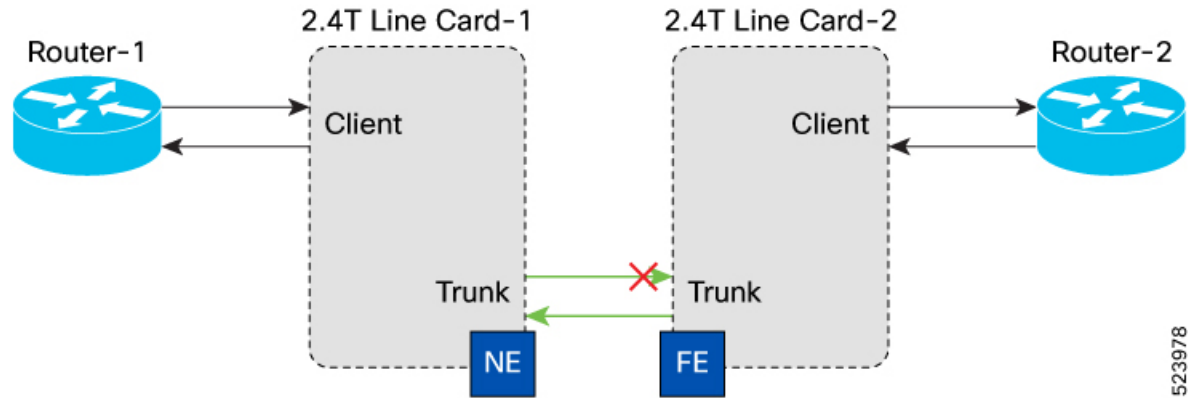 2.4T Line Card-1
2.4T Line Card-2
Router-1
Router-2
Client
Client
Trunk
Trunk
NE
FE
523978